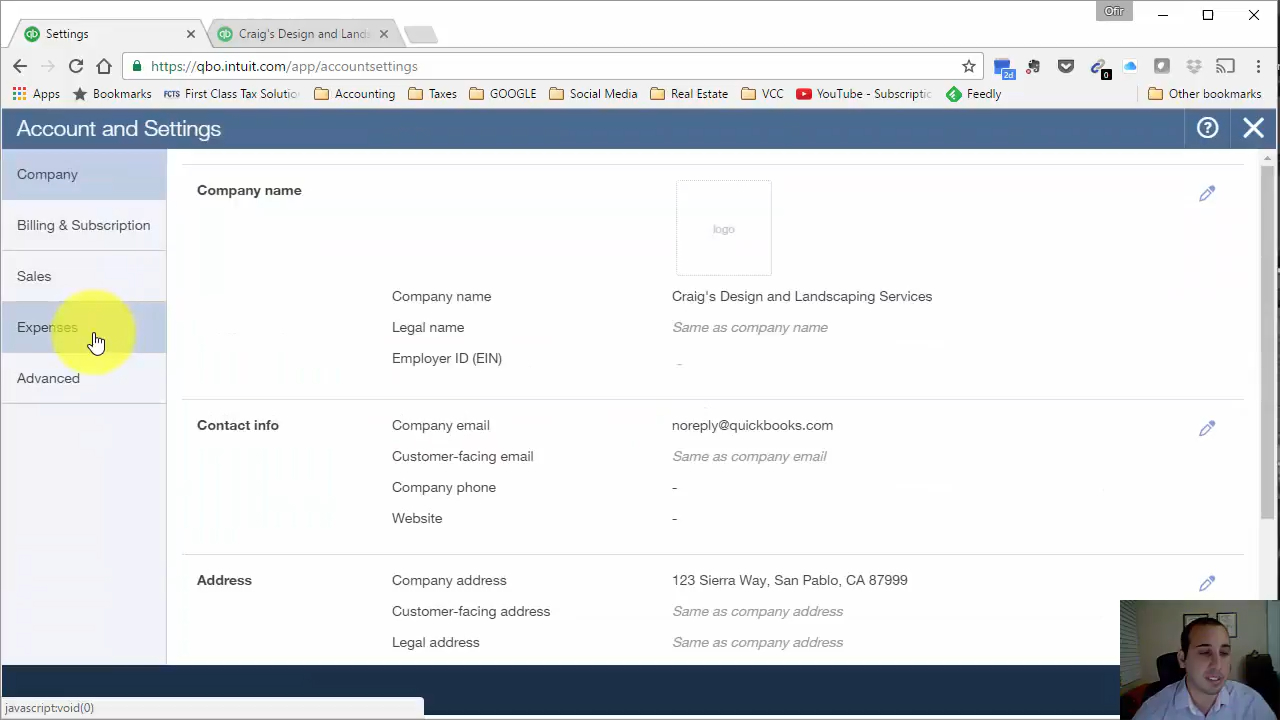 Ofir
Settings
Craig's Design and Lands
https://qbo.intuit.com/app/accountsettings
2d
0
Apps
Bookmarks
FCTS First Class Tax Solutio
Accounting
Taxes
GOOGLE
Social Media
Real Estate
VCC
YouTube - Subscriptic
Feedly
Other bookmarks
Account and Settings
?
Company
Billing & Subscription
Sales
Expenses
Advanced
Company name
logo
Company name Craig's Design and Landscaping Services
Legal name Same as company name
Employer ID (EIN) -
Contact info Company email noreply@quickbooks.com
Customer-facing email Same as company email
Company phone -
Website -
Address Company address 123 Sierra Way, San Pablo, CA 87999
Customer-facing address Same as company address
Legal address Same as company address
javascript:void(0)